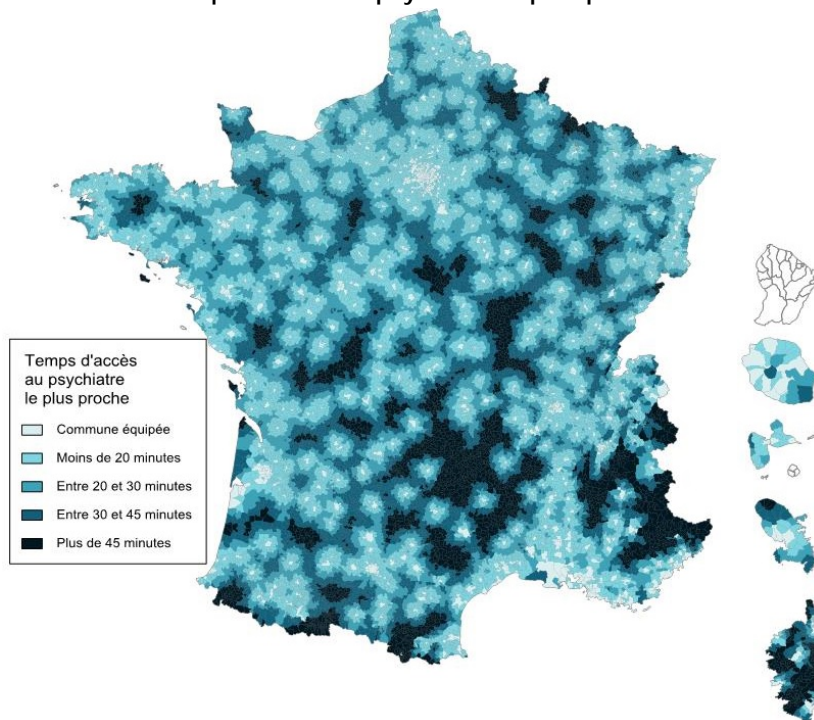 Temps d'accès
au psychiatre
le plus proche
Commune équipée
Moins de 20 minutes
Entre 20 et 30 minutes
Entre 30 et 45 minutes
Plus de 45 minutes